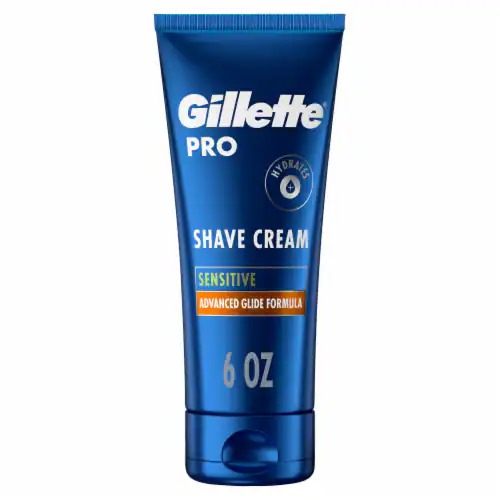 Gillette
PRO
HYDRATES
SHAVE CREAM
SENSITIVE
ADVANCED GLIDE FORMULA
6 OZ